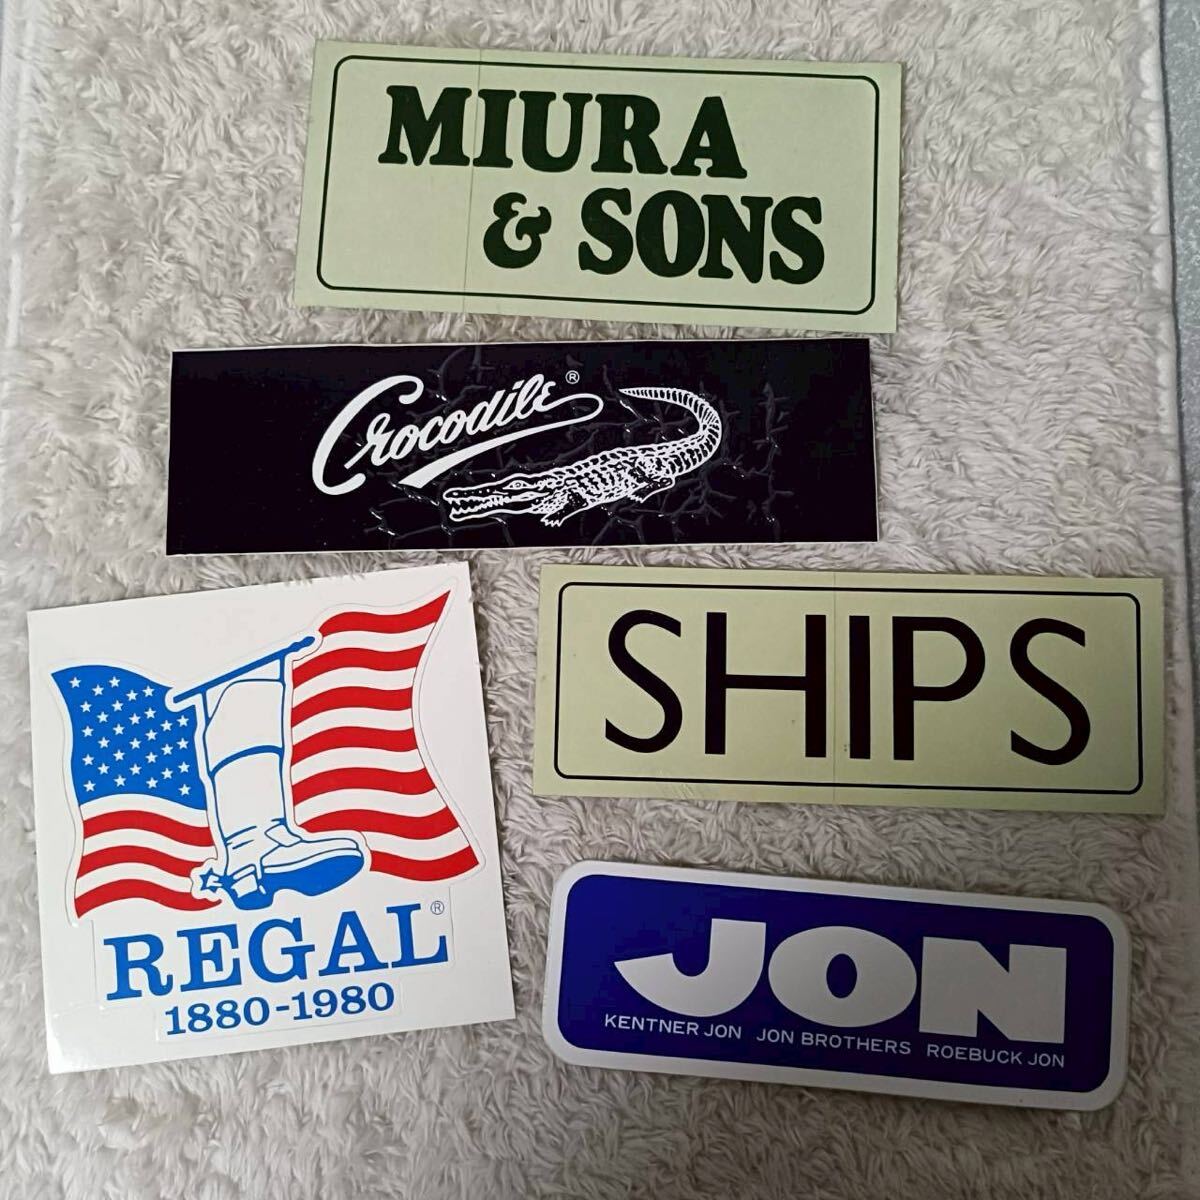 MIURA
& SONS
Crocodile®
SHIPS
REGAL®
1880-1980
JON
KENTNER JON JON BROTHERS ROEBUCK JON